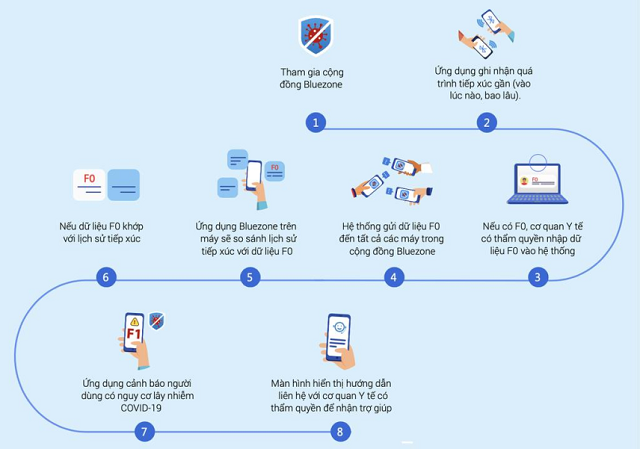 Tham gia cộng
đồng Bluezone
1
Ứng dụng ghi nhận quá
trình tiếp xúc gần (vào
lúc nào, bao lâu).
2
F0
Nếu có F0, cơ quan Y tế
có thẩm quyền nhập dữ
liệu F0 vào hệ thống
3
Hệ thống gửi dữ liệu F0
đến tất cả các máy trong
cộng đồng Bluezone
4
F0
Ứng dụng Bluezone trên
máy sẽ so sánh lịch sử
tiếp xúc với dữ liệu F0
5
F0
Nếu dữ liệu F0 khớp
với lịch sử tiếp xúc
6
F1
Ứng dụng cảnh báo người
dùng có nguy cơ lây nhiễm
COVID-19
7
Màn hình hiển thị hướng dẫn
liên hệ với cơ quan Y tế có
thẩm quyền để nhận trợ giúp
8